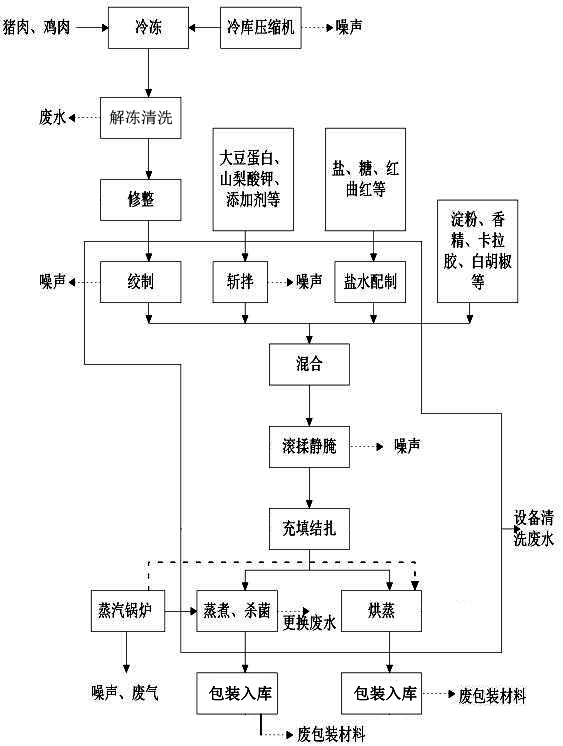 猪肉、鸡肉
冷冻
冷库压缩机
噪声
废水
解冻清洗
大豆蛋白、
山梨酸钾、
添加剂等
盐、糖、红
曲红等
修整
淀粉、香
精、卡拉
胶、白胡椒
等
噪声
绞制
斩拌
噪声
盐水配制
混合
滚揉静腌
噪声
充填结扎
设备清
洗废水
蒸汽锅炉
蒸煮、杀菌
更换废水
烘蒸
噪声、废气
包装入库
包装入库
废包装材料
废包装材料